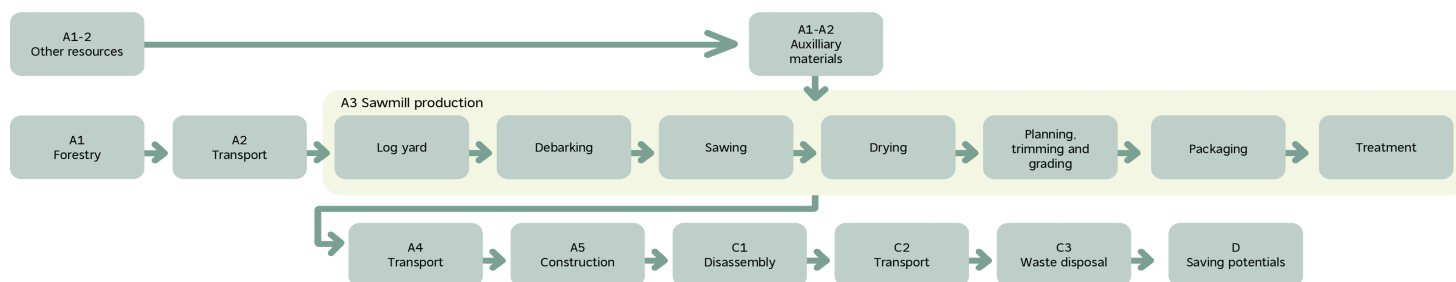 A1-2
Other resources
A1-A2
Auxilliary
materials
A3 Sawmill production
A1
Forestry
A2
Transport
Log yard
Debarking
Sawing
Drying
Planning,
trimming and
grading
Packaging
Treatment
A4
Transport
A5
Construction
C1
Disassembly
C2
Transport
C3
Waste disposal
D
Saving potentials